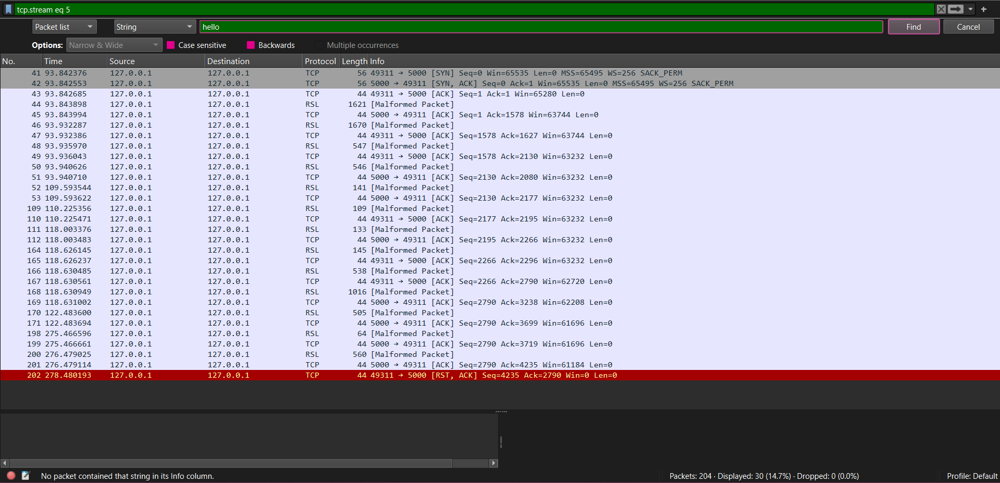 tcp.stream eq 5
Packet list String hello Find Cancel
Options: Narrow & Wide Case sensitive Backwards Multiple occurrences
No. Time Source Destination Protocol Length Info
41 93.842376 127.0.0.1 127.0.0.1 TCP 56 49311 → 5000 [SYN] Seq=0 Win=65535 Len=0 MSS=65495 WS=256 SACK_PERM
42 93.842553 127.0.0.1 127.0.0.1 TCP 56 5000 → 49311 [SYN, ACK] Seq=0 Ack=1 Win=65535 Len=0 MSS=65495 WS=256 SACK_PERM
43 93.842685 127.0.0.1 127.0.0.1 TCP 44 49311 → 5000 [ACK] Seq=1 Ack=1 Win=65280 Len=0
44 93.843898 127.0.0.1 127.0.0.1 RSL 1621 [Malformed Packet]
45 93.843994 127.0.0.1 127.0.0.1 TCP 44 5000 → 49311 [ACK] Seq=1 Ack=1578 Win=63744 Len=0
46 93.932287 127.0.0.1 127.0.0.1 RSL 1670 [Malformed Packet]
47 93.932386 127.0.0.1 127.0.0.1 TCP 44 49311 → 5000 [ACK] Seq=1578 Ack=1627 Win=63744 Len=0
48 93.935970 127.0.0.1 127.0.0.1 RSL 547 [Malformed Packet]
49 93.936043 127.0.0.1 127.0.0.1 TCP 44 49311 → 5000 [ACK] Seq=1578 Ack=2130 Win=63232 Len=0
50 93.940626 127.0.0.1 127.0.0.1 RSL 546 [Malformed Packet]
51 93.940710 127.0.0.1 127.0.0.1 TCP 44 5000 → 49311 [ACK] Seq=2130 Ack=2080 Win=63232 Len=0
52 109.593544 127.0.0.1 127.0.0.1 RSL 141 [Malformed Packet]
53 109.593622 127.0.0.1 127.0.0.1 TCP 44 5000 → 49311 [ACK] Seq=2130 Ack=2177 Win=63232 Len=0
109 110.225356 127.0.0.1 127.0.0.1 RSL 109 [Malformed Packet]
110 110.225471 127.0.0.1 127.0.0.1 TCP 44 49311 → 5000 [ACK] Seq=2177 Ack=2195 Win=63232 Len=0
111 118.003376 127.0.0.1 127.0.0.1 RSL 133 [Malformed Packet]
112 118.003483 127.0.0.1 127.0.0.1 TCP 44 5000 → 49311 [ACK] Seq=2195 Ack=2266 Win=63232 Len=0
164 118.626145 127.0.0.1 127.0.0.1 RSL 145 [Malformed Packet]
165 118.626237 127.0.0.1 127.0.0.1 TCP 44 49311 → 5000 [ACK] Seq=2266 Ack=2296 Win=63232 Len=0
166 118.630485 127.0.0.1 127.0.0.1 RSL 538 [Malformed Packet]
167 118.630561 127.0.0.1 127.0.0.1 TCP 44 49311 → 5000 [ACK] Seq=2266 Ack=2790 Win=62720 Len=0
168 118.630949 127.0.0.1 127.0.0.1 RSL 1016 [Malformed Packet]
169 118.631002 127.0.0.1 127.0.0.1 TCP 44 5000 → 49311 [ACK] Seq=2790 Ack=3238 Win=62208 Len=0
170 122.483600 127.0.0.1 127.0.0.1 RSL 505 [Malformed Packet]
171 122.483694 127.0.0.1 127.0.0.1 TCP 44 5000 → 49311 [ACK] Seq=2790 Ack=3699 Win=61696 Len=0
198 275.466596 127.0.0.1 127.0.0.1 RSL 64 [Malformed Packet]
199 275.466661 127.0.0.1 127.0.0.1 TCP 44 5000 → 49311 [ACK] Seq=2790 Ack=3719 Win=61696 Len=0
200 276.479025 127.0.0.1 127.0.0.1 RSL 560 [Malformed Packet]
201 276.479114 127.0.0.1 127.0.0.1 TCP 44 5000 → 49311 [ACK] Seq=2790 Ack=4235 Win=61184 Len=0
202 278.480193 127.0.0.1 127.0.0.1 TCP 44 49311 → 5000 [RST, ACK] Seq=4235 Ack=2790 Win=0 Len=0
No packet contained that string in its Info column. Packets: 204 · Displayed: 30 (14.7%) · Dropped: 0 (0.0%) Profile: Default